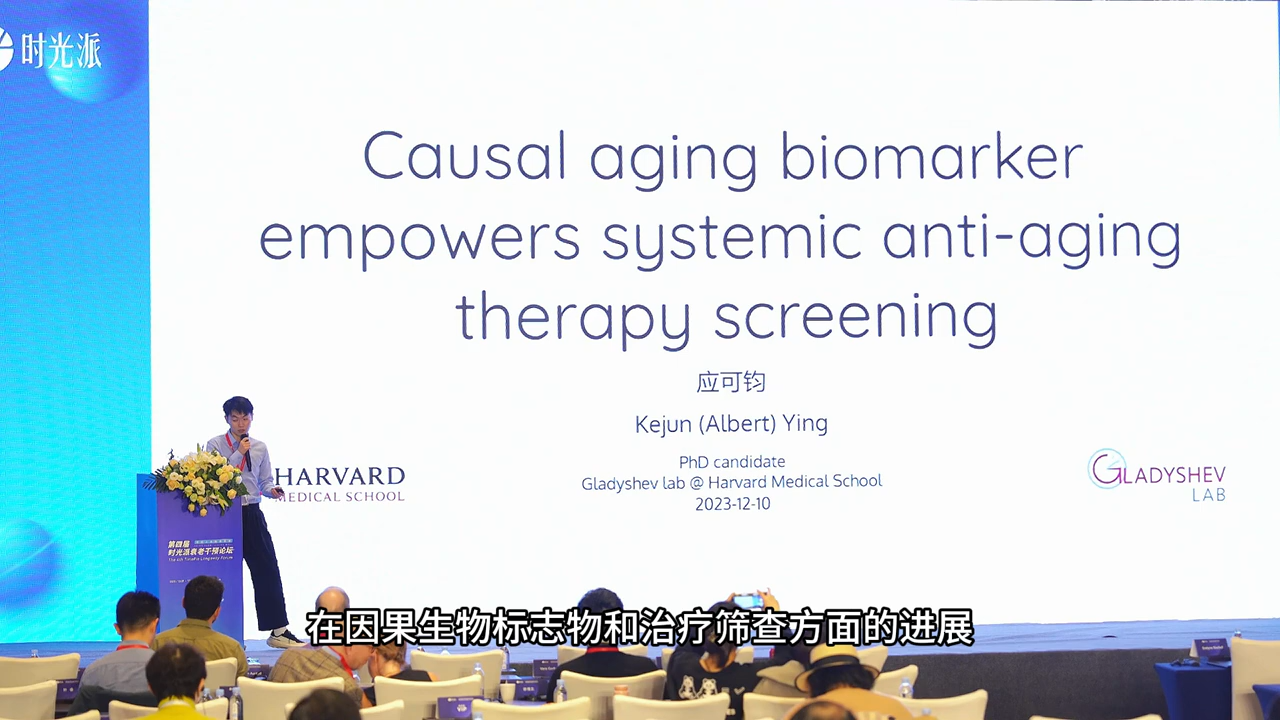 时光派
Causal aging biomarker
empowers systemic anti-aging
therapy screening
应可钧
Kejun (Albert) Ying
PhD candidate
Gladyshev lab @ Harvard Medical School
2023-12-10
HARVARD
MEDICAL SCHOOL
GLADYSHEV
LAB
第四届
时光派衰老干预论坛
在因果生物标志物和治疗筛查方面的进展